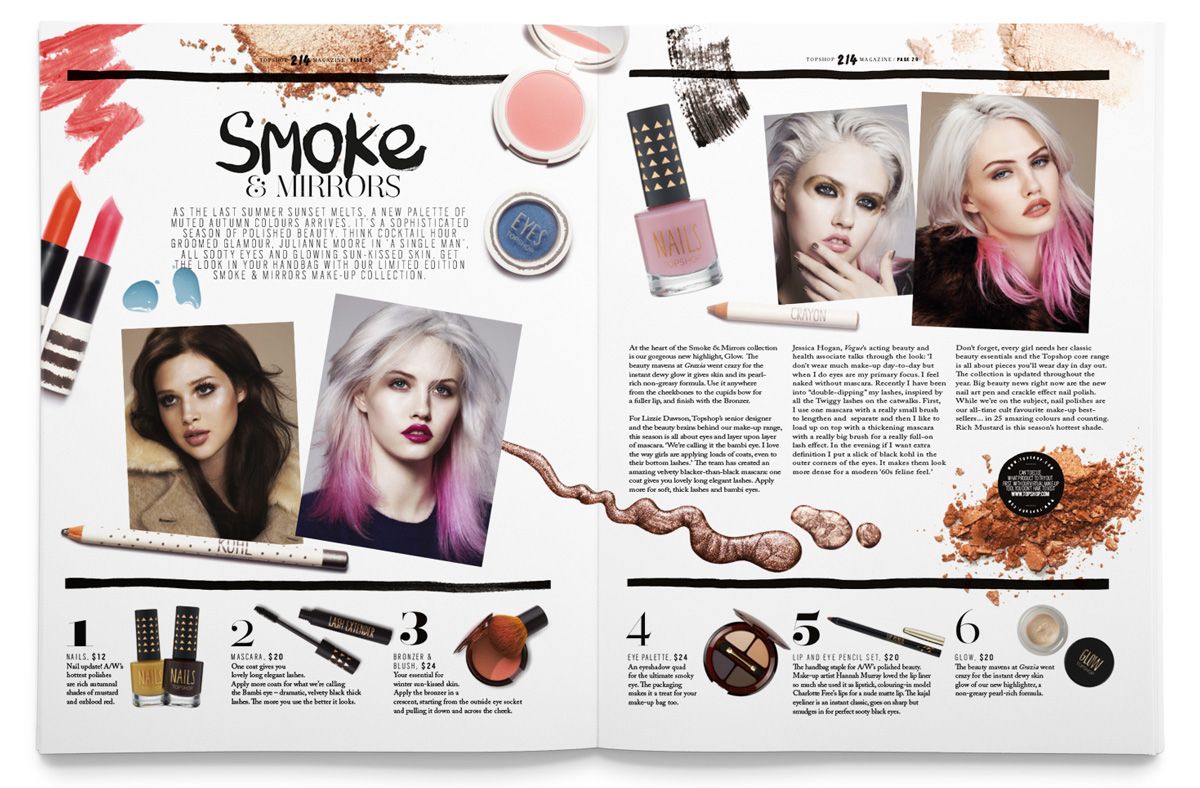 TOPSHOP 214 MAGAZINE / PAGE 28
SMOKE
& MIRRORS
AS THE LAST SUMMER SUNSET MELTS, A NEW PALETTE OF
MUTED AUTUMN COLOURS ARRIVES. IT'S A SOPHISTICATED
SEASON OF POLISHED BEAUTY. THINK COCKTAIL HOUR
GROOMED GLAMOUR, JULIANNE MOORE IN 'A SINGLE MAN',
ALL SOOTY EYES AND GLOWING SUN-KISSED SKIN. GET
THE LOOK IN YOUR HANDBAG WITH OUR LIMITED EDITION
SMOKE & MIRRORS MAKE-UP COLLECTION.
EYES
TOPSHOP
KOHL
1
NAILS, $12
Nail update! A/W's
hottest polishes
are rich autumnal
shades of mustard
and oxblood red.
NAILS
NAILS
TOPSHOP
2
MASCARA, $20
One coat gives you
lovely long elegant lashes.
Apply more coats for what we're calling
the Bambi eye – dramatic, velvety black thick
lashes. The more you use the better it looks.
LASH EXTENDER
3
BRONZER &
BLUSH, $24
Your essential for
winter sun-kissed skin.
Apply the bronzer in a
crescent, starting from the outside eye socket
and pulling it down and across the cheek.
TOPSHOP 214 MAGAZINE / PAGE 29
NAILS
TOPSHOP
CRAYON
At the heart of the Smoke & Mirrors collection
is our gorgeous new highlight, Glow. The
beauty mavens at Grazia went crazy for the
instant dewy glow it gives skin and its pearl-
rich non-greasy formula. Use it anywhere
from the cheekbones to the cupids bow for
a fuller lip, and finish with the Bronzer.
For Lizzie Dawson, Topshop's senior designer
and the beauty brains behind our make-up range,
this season is all about eyes and layer upon layer
of mascara. 'We're calling it the bambi eye. I love
the way girls are applying loads of coats, even to
their bottom lashes.' The team has created an
amazing velvety blacker-than-black mascara: one
coat gives you lovely long elegant lashes. Apply
more for soft, thick lashes and bambi eyes.
Jessica Hogan, Vogue's acting beauty and
health associate talks through the look: 'I
don't wear much make-up day-to-day but
when I do eyes are my primary focus. I feel
naked without mascara. Recently I have been
into "double-dipping" my lashes, inspired by
all the Twiggy lashes on the catwalks. First,
I use one mascara with a really small brush
to lengthen and separate and then I like to
load up on top with a thickening mascara
with a really big brush for a really full-on
lash effect. In the evening if I want extra
definition I put a slick of black kohl in the
outer corners of the eyes. It makes them look
more dense for a modern '60s feline feel.'
Don't forget, every girl needs her classic
beauty essentials and the Topshop core range
is all about pieces you'll wear day in day out.
The collection is updated throughout the
year. Big beauty news right now are the new
nail art pen and crackle effect nail polish.
While we're on the subject, nail polishes are
our all-time cult favourite make-up best-
sellers... in 25 amazing colours and counting.
Rich Mustard is this season's hottest shade.
www.topshop.com
CAN'T DECIDE
WHAT PRODUCT TO TRY OUT
FIRST WITH OUR VIRTUAL MAKE UP
TOOL YOU DON'T HAVE TO. VISIT
WWW.TOPSHOP.COM
www.topshop.com
4
EYE PALETTE, $24
An eyeshadow quad
for the ultimate smoky
eye. The packaging
makes it a treat for your
make-up bag too.
5
LIP AND EYE PENCIL SET, $20
The handbag staple for A/W's polished beauty.
Make-up artist Hannah Murray loved the lip liner
so much she used it as lipstick, colouring-in model
Charlotte Free's lips for a nude matte lip. The kajal
eyeliner is an instant classic, goes on sharp but
smudges in for perfect sooty black eyes.
6
GLOW, $20
The beauty mavens at Grazia went
crazy for the instant dewy skin
glow of our new highlighter, a
non-greasy pearl-rich formula.
GLOW